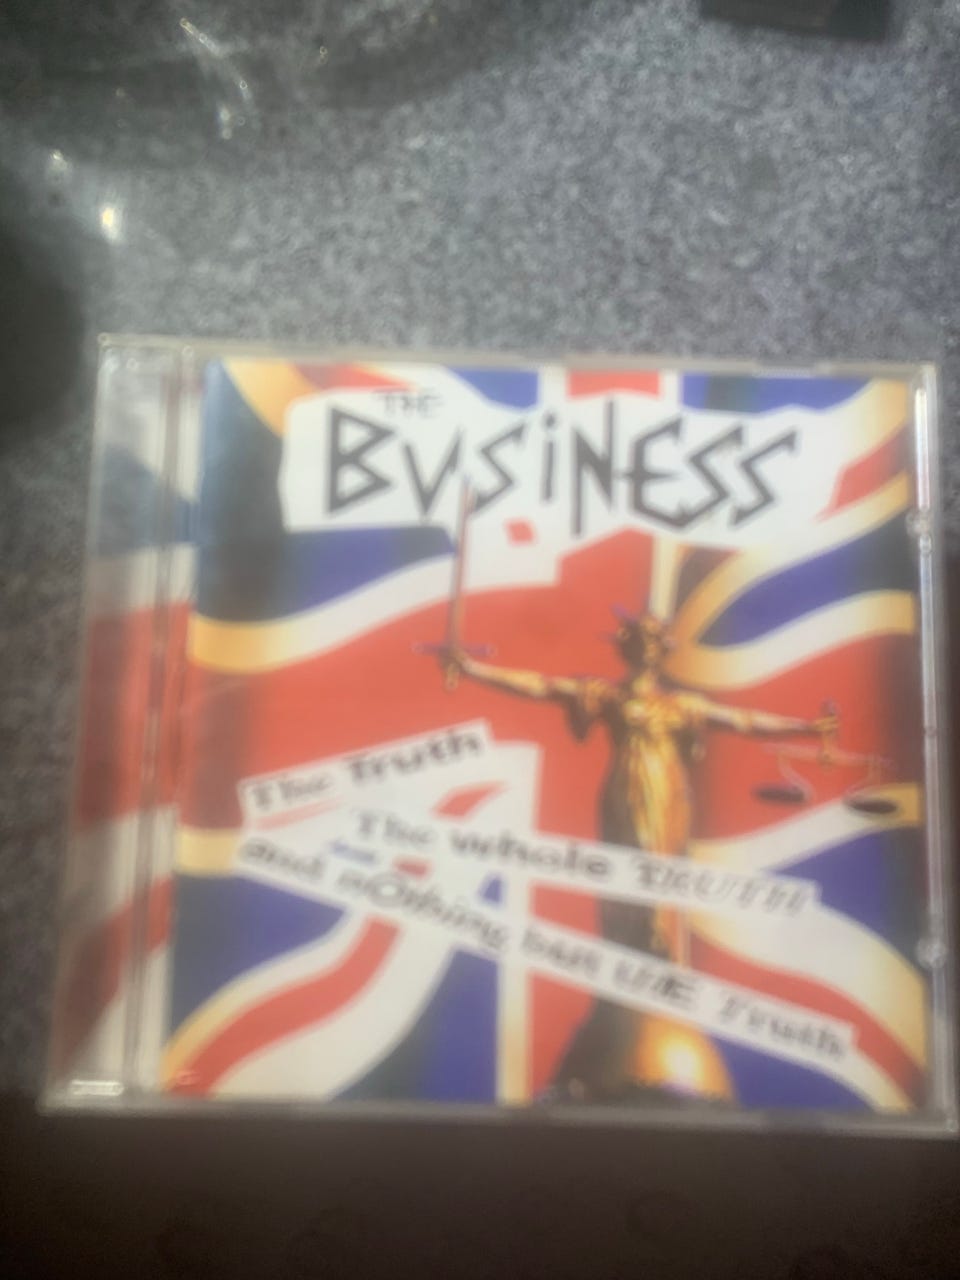 THE
BUSiNESS
The Truth
The whole TRUTH
and nOthing but tHE Truth